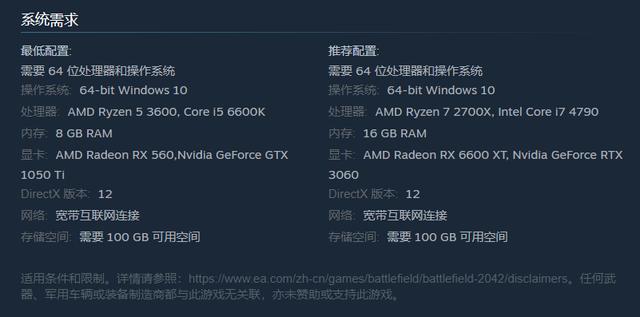 系统需求
最低配置:
需要 64 位处理器和操作系统
操作系统: 64-bit Windows 10
处理器: AMD Ryzen 5 3600, Core i5 6600K
内存: 8 GB RAM
显卡: AMD Radeon RX 560,Nvidia GeForce GTX
1050 Ti
DirectX 版本: 12
网络: 宽带互联网连接
存储空间: 需要 100 GB 可用空间
推荐配置:
需要 64 位处理器和操作系统
操作系统: 64-bit Windows 10
处理器: AMD Ryzen 7 2700X, Intel Core i7 4790
内存: 16 GB RAM
显卡: AMD Radeon RX 6600 XT, Nvidia GeForce RTX
3060
DirectX 版本: 12
网络: 宽带互联网连接
存储空间: 需要 100 GB 可用空间
适用条件和限制。详情请参照：https://www.ea.com/zh-cn/games/battlefield/battlefield-2042/disclaimers。任何武
器、军用车辆或装备制造商都与此游戏无关联，亦未赞助或支持此游戏。